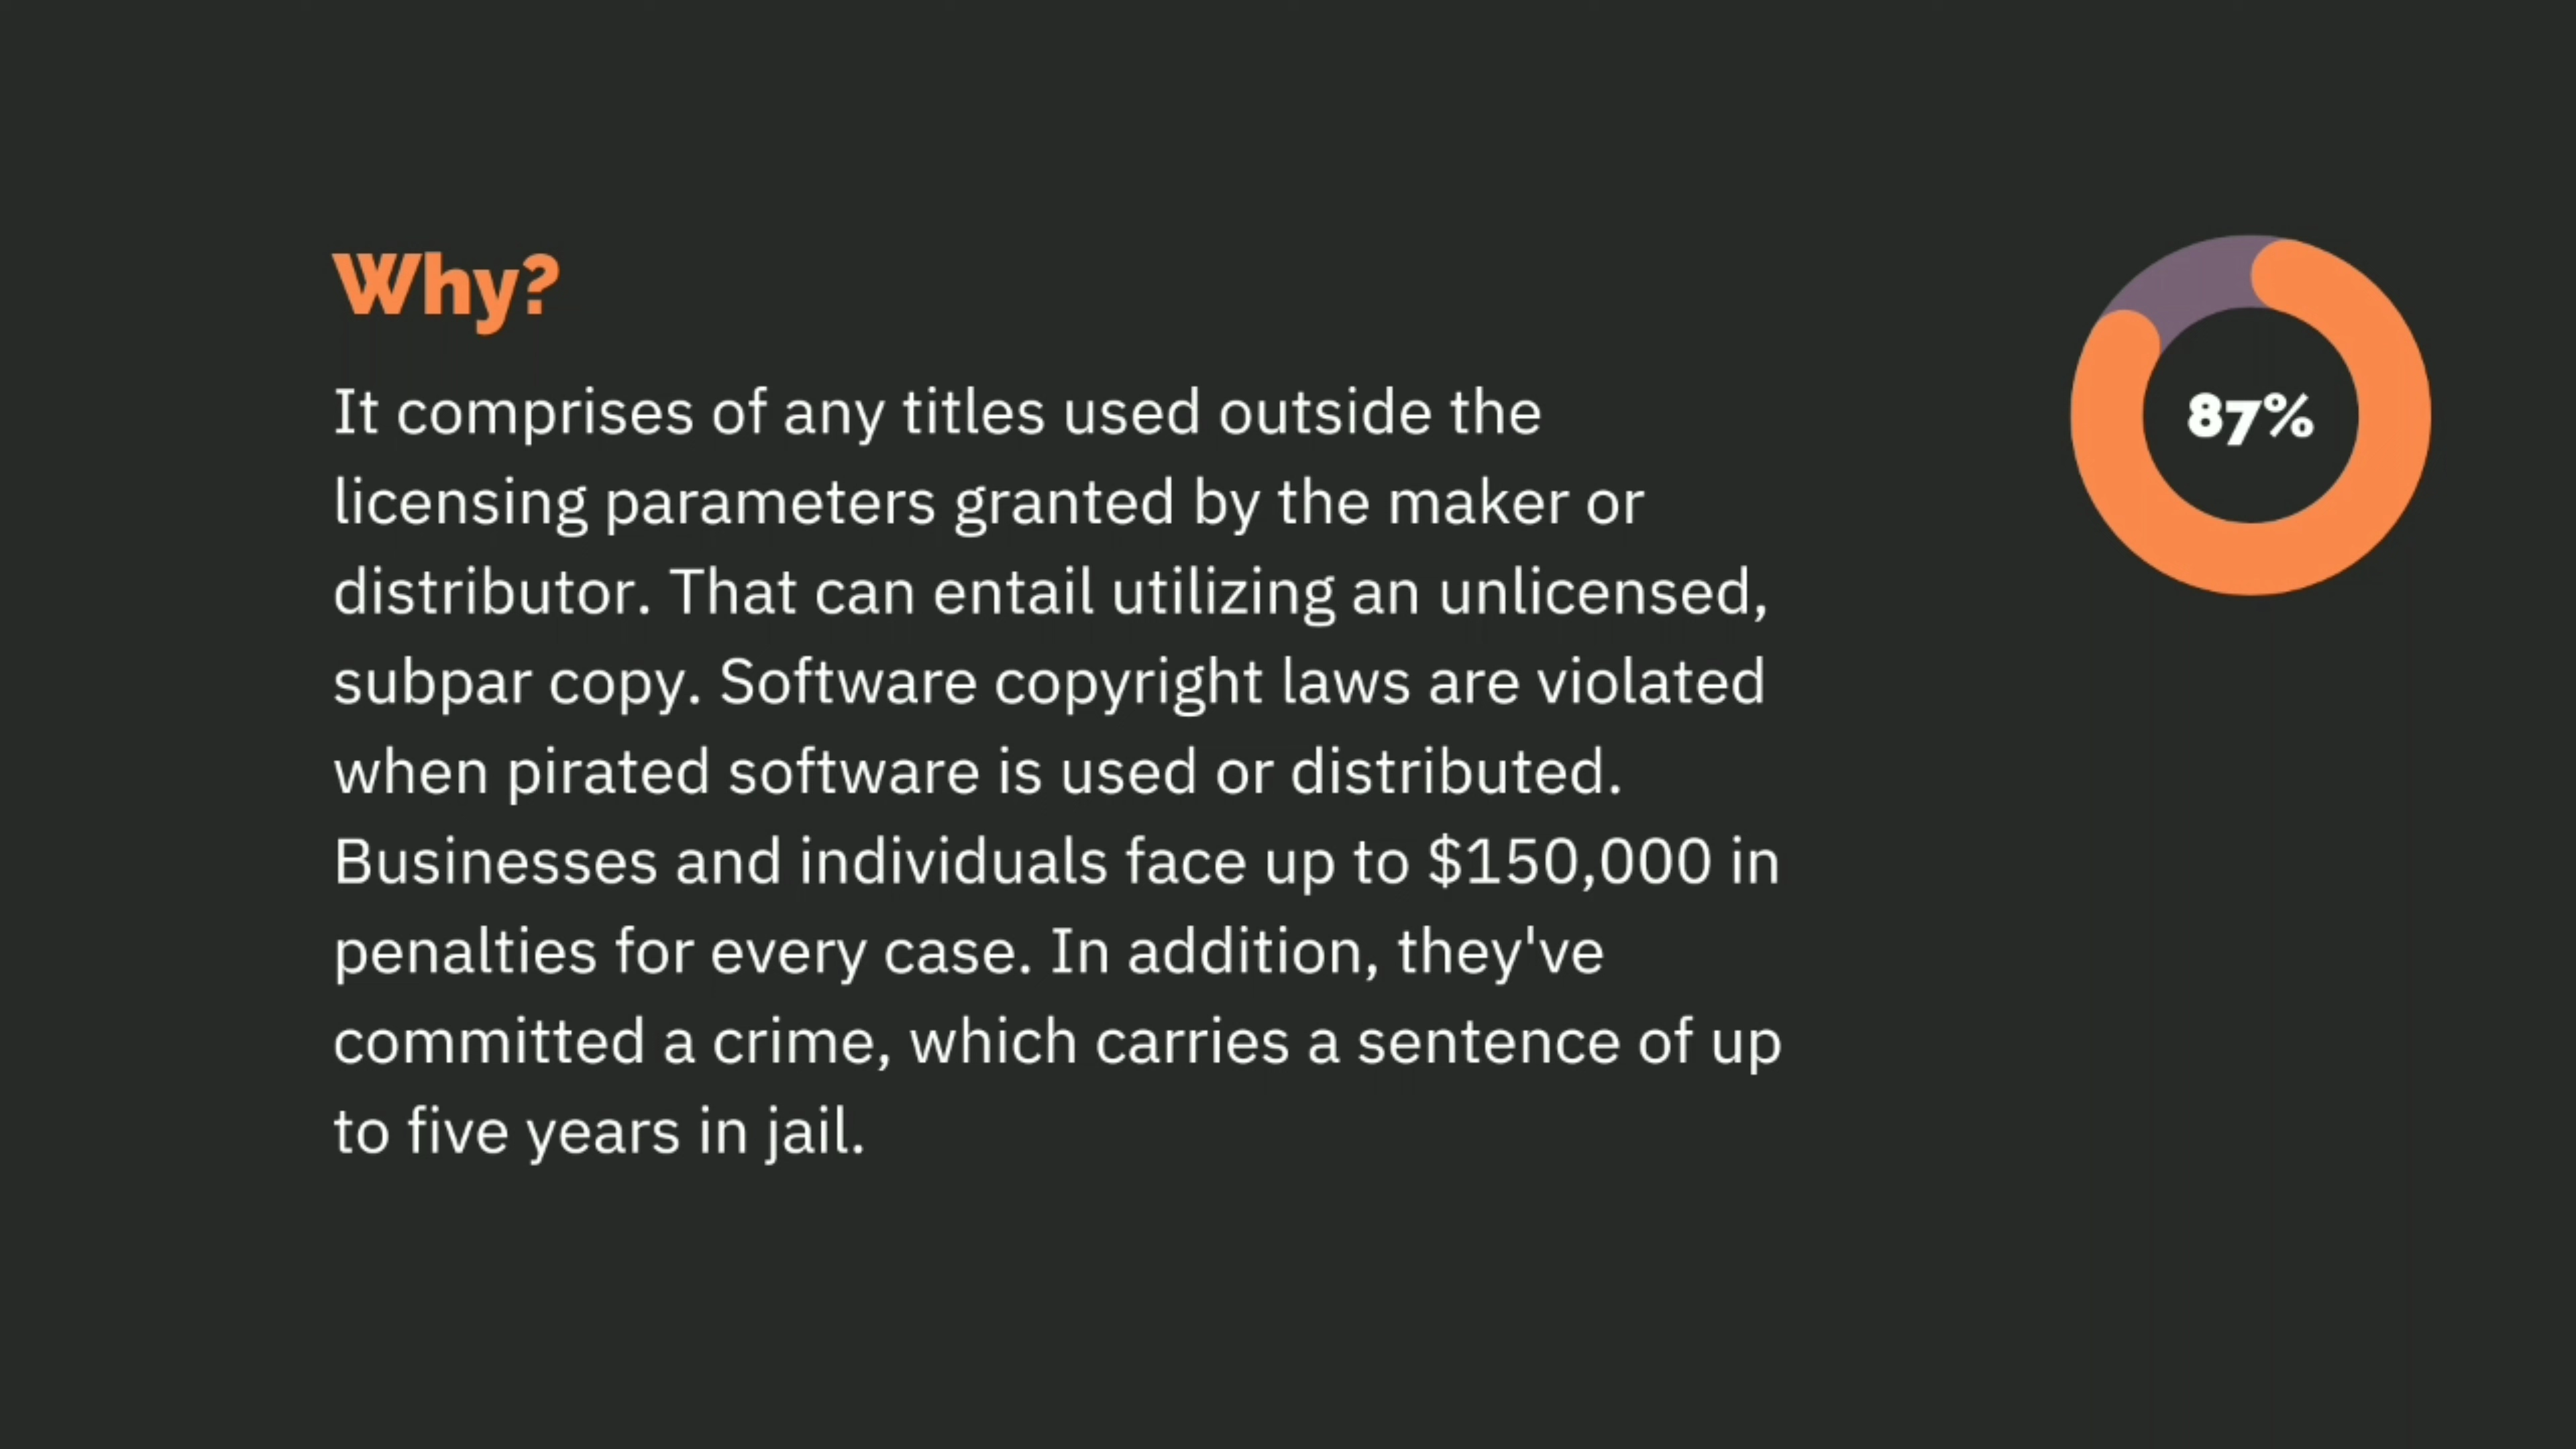 Why?
It comprises of any titles used outside the
licensing parameters granted by the maker or
distributor. That can entail utilizing an unlicensed,
subpar copy. Software copyright laws are violated
when pirated software is used or distributed.
Businesses and individuals face up to $150,000 in
penalties for every case. In addition, they've
committed a crime, which carries a sentence of up
to five years in jail.
87%